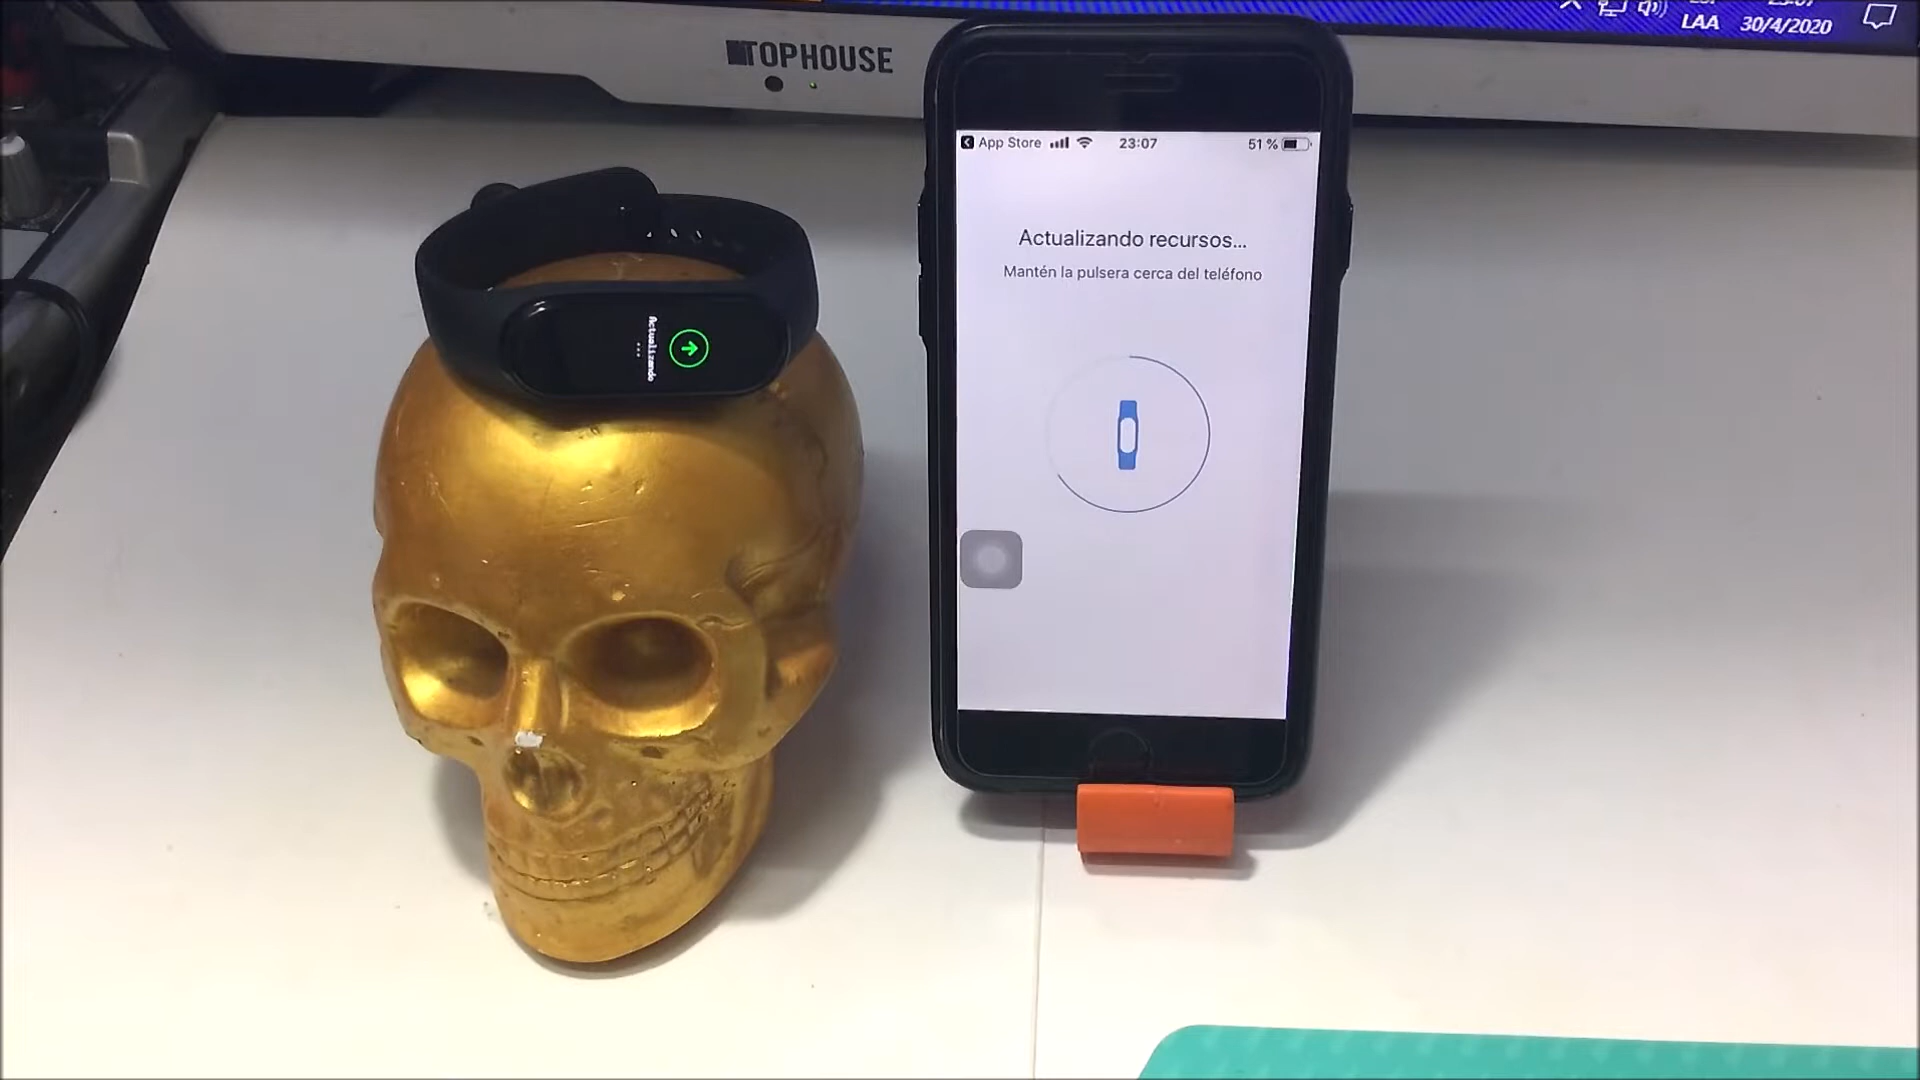 TOPHOUSE
LAA
30/4/2020
App Store
23:07
51 %
Actualizando recursos...
Mantén la pulsera cerca del teléfono
Actualizando
...